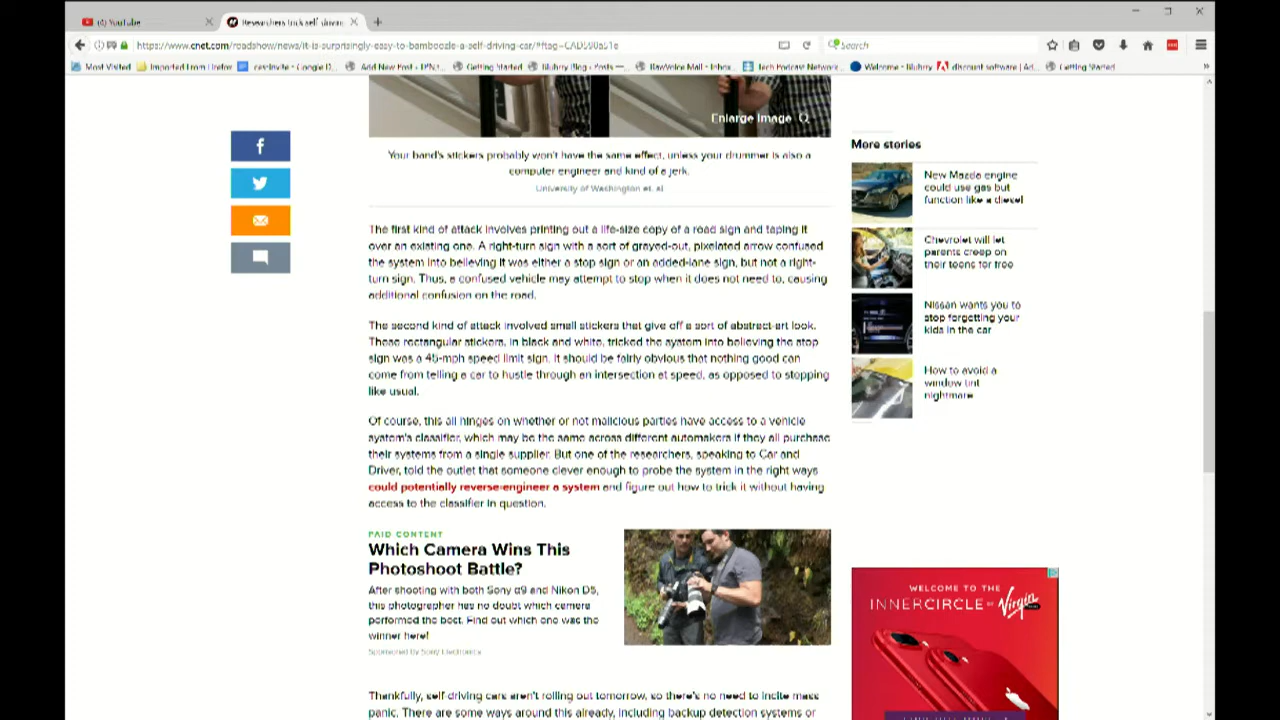 (4) YouTube
Researchers trick self-driving
https://www.cnet.com/roadshow/news/it-is-surprisingly-easy-to-bamboozle-a-self-driving-car/#ftag=CAD590a51e
Search
Most Visited
Imported From Firefox
Add New Post
Getting Started
Blubrry Blog - Posts
RawVoice Mail - Inbox
Tech Podcast Network
Welcome - Blubrry
discount software | Ad...
Getting Started
Enlarge Image
Your band's stickers probably won't have the same effect, unless your drummer is also a
computer engineer and kind of a jerk.
University of Washington et. al
The first kind of attack involves printing out a life-size copy of a road sign and taping it
over an existing one. A right-turn sign with a sort of grayed-out, pixelated arrow confused
the system into believing it was either a stop sign or an added-lane sign, but not a right-
turn sign. Thus, a confused vehicle may attempt to stop when it does not need to, causing
additional confusion on the road.
The second kind of attack involved small stickers that give off a sort of abstract-art look.
These rectangular stickers, in black and white, tricked the system into believing the stop
sign was a 45-mph speed limit sign. It should be fairly obvious that nothing good can
come from telling a car to hustle through an intersection at speed, as opposed to stopping
like usual.
Of course, this all hinges on whether or not malicious parties have access to a vehicle
system's classifier, which may be the same across different automakers if they all purchase
their systems from a single supplier. But one of the researchers, speaking to Car and
Driver, told the outlet that someone clever enough to probe the system in the right ways
could potentially reverse-engineer a system and figure out how to trick it without having
access to the classifier in question.
PAID CONTENT
Which Camera Wins This
Photoshoot Battle?
After shooting with both Sony α9 and Nikon D5,
this photographer has no doubt which camera
performed the best. Find out which one was the
winner here!
Sponsored by Sony Electronics
Thankfully, self-driving cars aren't rolling out tomorrow, so there's no need to incite mass
panic. There are some ways around this already, including backup detection systems or
More stories
New Mazda engine
could use gas but
function like a diesel
Chevrolet will let
parents creep on
their teens for free
Nissan wants you to
stop forgetting your
kids in the car
How to avoid a
window tint
nightmare
WELCOME TO THE
INNERCIRCLE BY Virgin